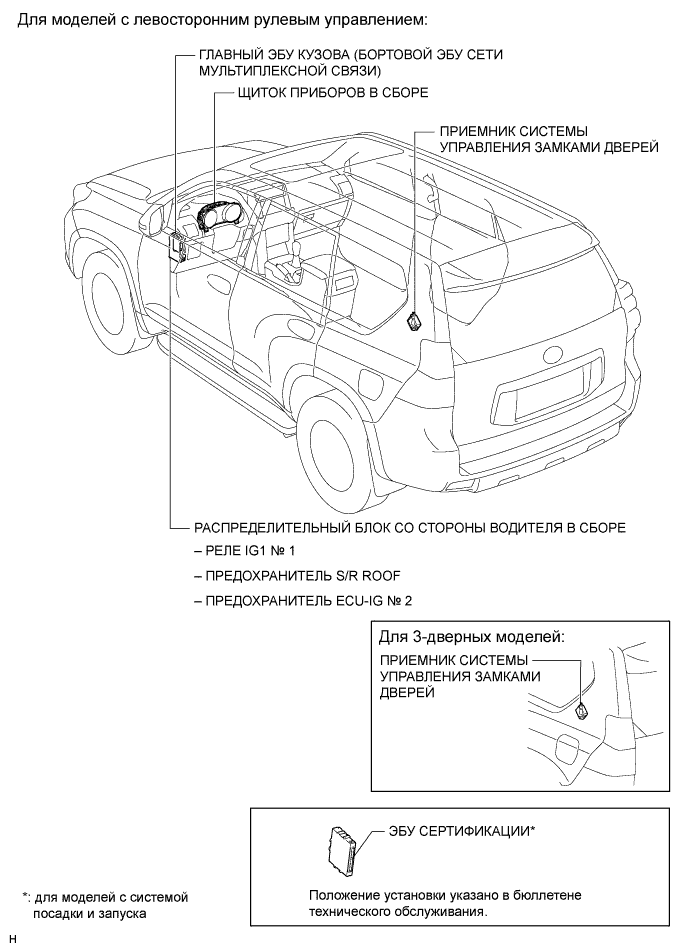 Для моделей с левосторонним рулевым управлением:
ГЛАВНЫЙ ЭБУ КУЗОВА (БОРТОВОЙ ЭБУ СЕТИ
МУЛЬТИПЛЕКСНОЙ СВЯЗИ)
ЩИТОК ПРИБОРОВ В СБОРЕ
ПРИЕМНИК СИСТЕМЫ
УПРАВЛЕНИЯ ЗАМКАМИ ДВЕРЕЙ
РАСПРЕДЕЛИТЕЛЬНЫЙ БЛОК СО СТОРОНЫ ВОДИТЕЛЯ В СБОРЕ
– РЕЛЕ IG1 № 1
– ПРЕДОХРАНИТЕЛЬ S/R ROOF
– ПРЕДОХРАНИТЕЛЬ ECU-IG № 2
Для 3-дверных моделей:
ПРИЕМНИК СИСТЕМЫ
УПРАВЛЕНИЯ ЗАМКАМИ
ДВЕРЕЙ
ЭБУ СЕРТИФИКАЦИИ*
Положение установки указано в бюллетене
технического обслуживания.
*: для моделей с системой
посадки и запуска
H